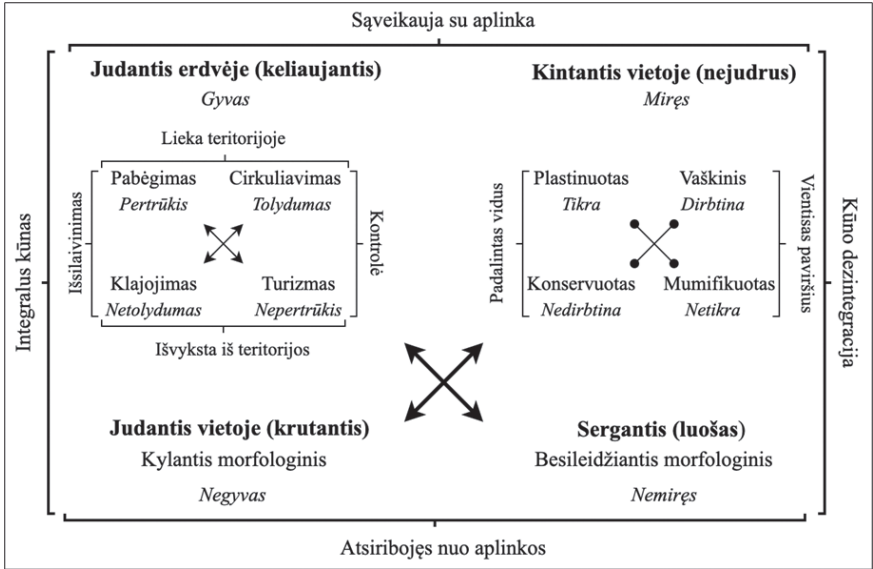 Sąveikauja su aplinka
Judantis erdvėje (keliaujantis)
Gyvas
Kintantis vietoje (nejudrus)
Miręs
Lieka teritorijoje
Pabėgimas Cirkuliavimas
Pertrūkis Tolydumas
Klajojimas Turizmas
Netolydumas Nepertrūkis
Išvyksta iš teritorijos
Išsilaivinimas
Kontrolė
Plastinuotas Vaškinis
Tikra Dirbtina
Konservuotas Mumifikuotas
Nedirbtina Netikra
Padalintas vidus
Vientisas paviršius
Integralus kūnas
Kūno dezintegracija
Judantis vietoje (krutantis)
Kylantis morfologinis
Negyvas
Sergantis (luošas)
Besileidžiantis morfologinis
Nemiręs
Atsiribojęs nuo aplinkos